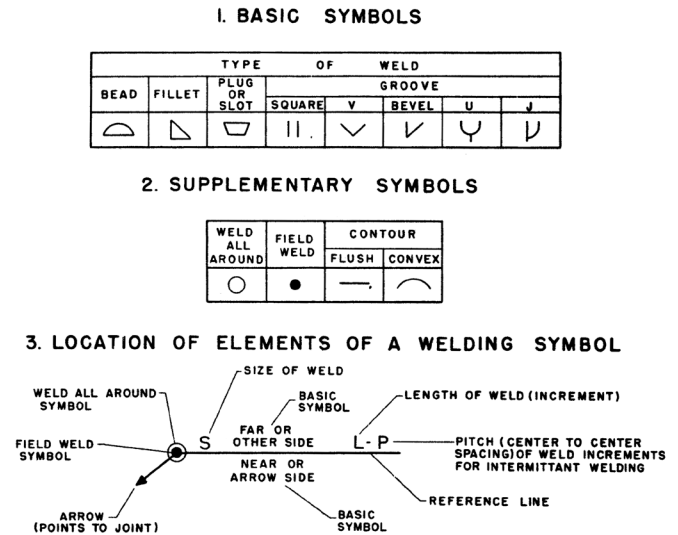 1. BASIC SYMBOLS
TYPE OF WELD
BEAD
FILLET
PLUG
OR
SLOT
GROOVE
SQUARE
V
BEVEL
U
J
2. SUPPLEMENTARY SYMBOLS
WELD
ALL
AROUND
FIELD
WELD
CONTOUR
FLUSH
CONVEX
3. LOCATION OF ELEMENTS OF A WELDING SYMBOL
SIZE OF WELD
WELD ALL AROUND
SYMBOL
BASIC
SYMBOL
LENGTH OF WELD (INCREMENT)
FIELD WELD
SYMBOL
S
FAR OR
OTHER SIDE
L - P
PITCH (CENTER TO CENTER
SPACING) OF WELD INCREMENTS
FOR INTERMITTANT WELDING
NEAR OR
ARROW SIDE
REFERENCE LINE
ARROW
(POINTS TO JOINT)
BASIC
SYMBOL